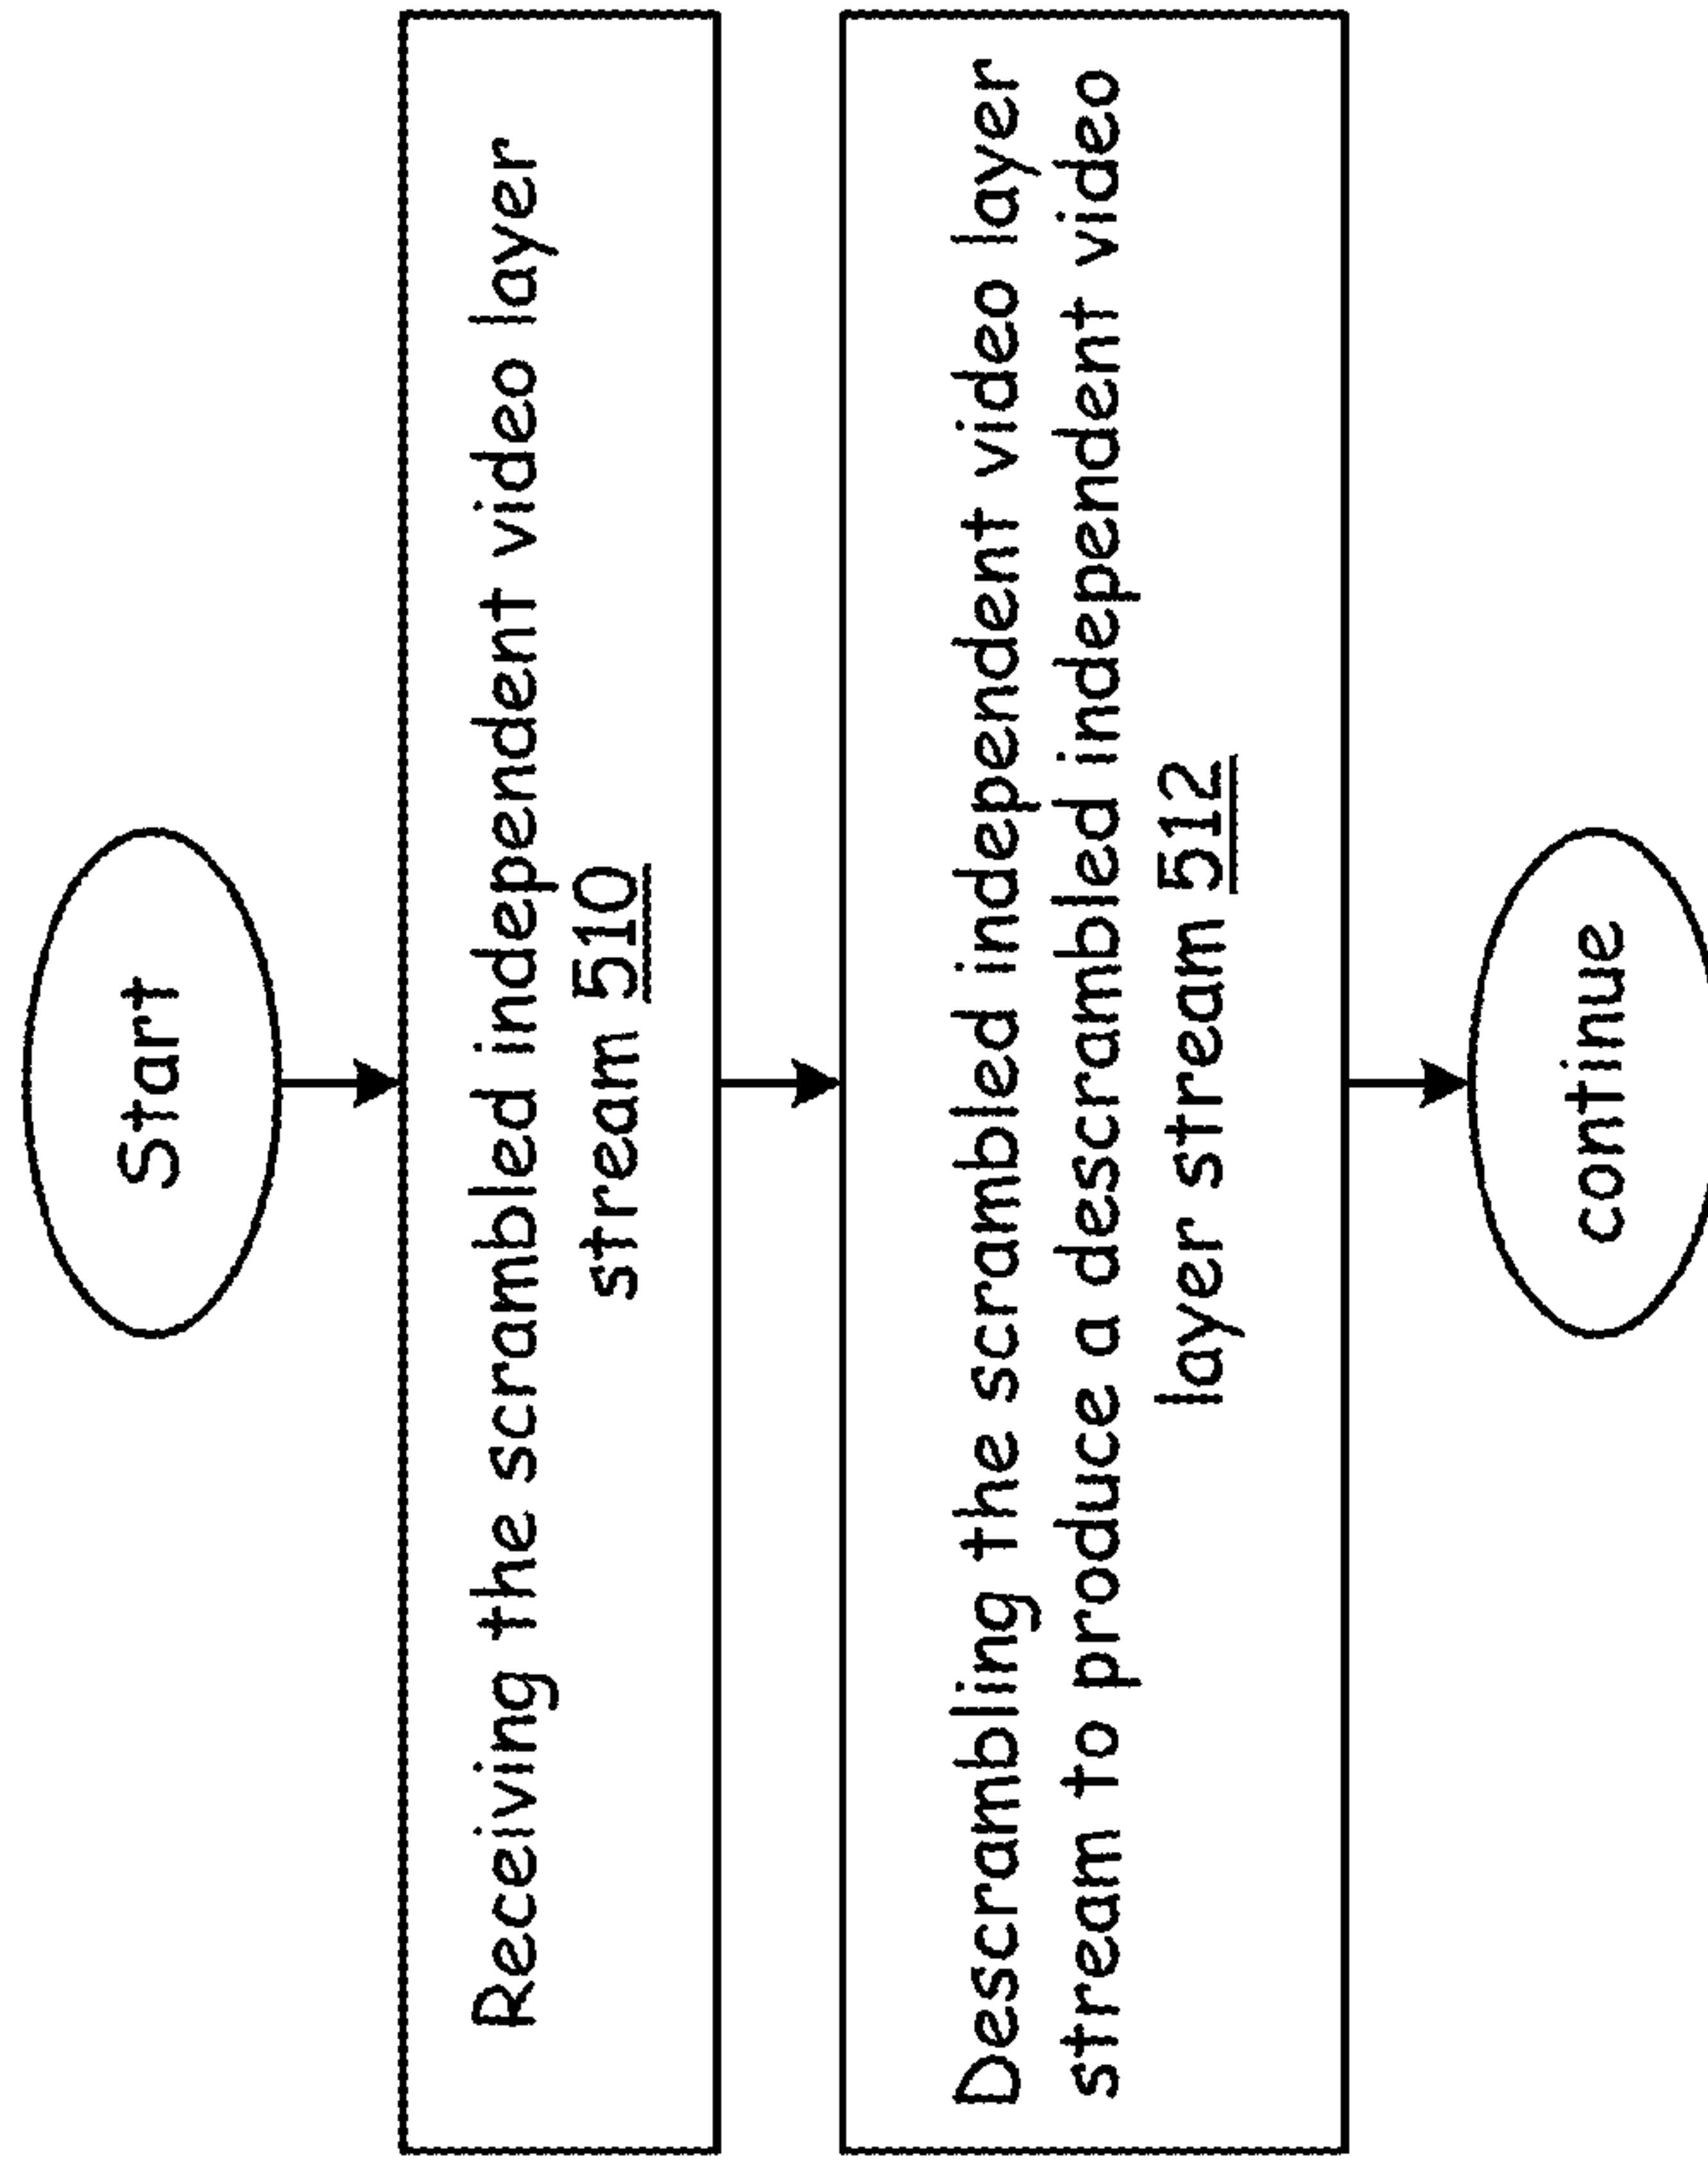 Start
Receiving the scrambled independent video layer
stream 510
Descrambling the scrambled independent video layer
stream to produce a descrambled independent video
layer stream 512
continue